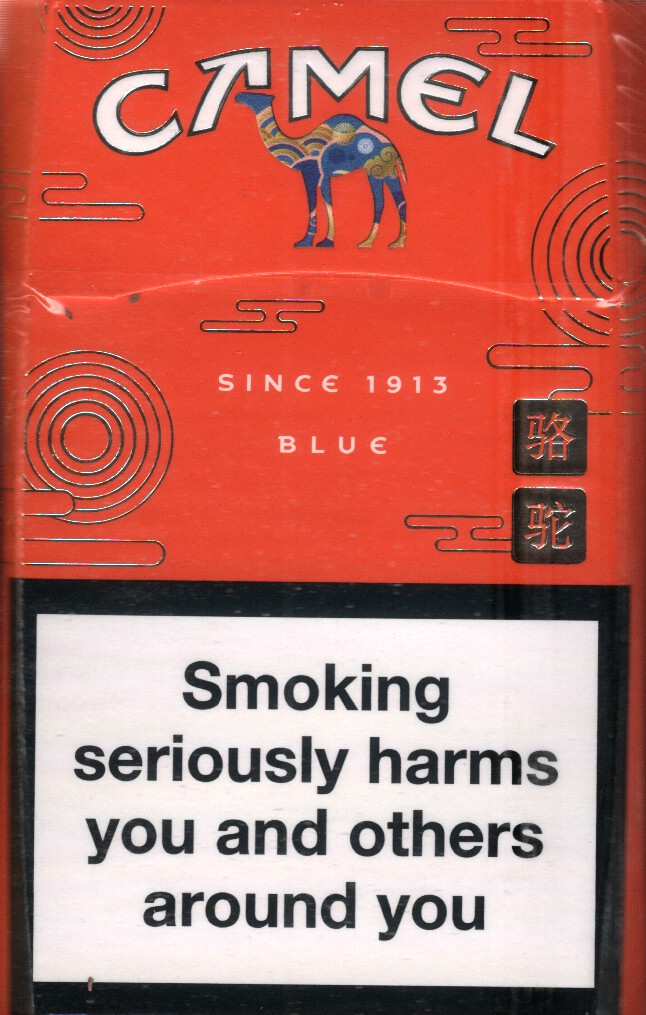 CAMEL
SINCE 1913
BLUE
骆
驼
Smoking
seriously harms
you and others
around you